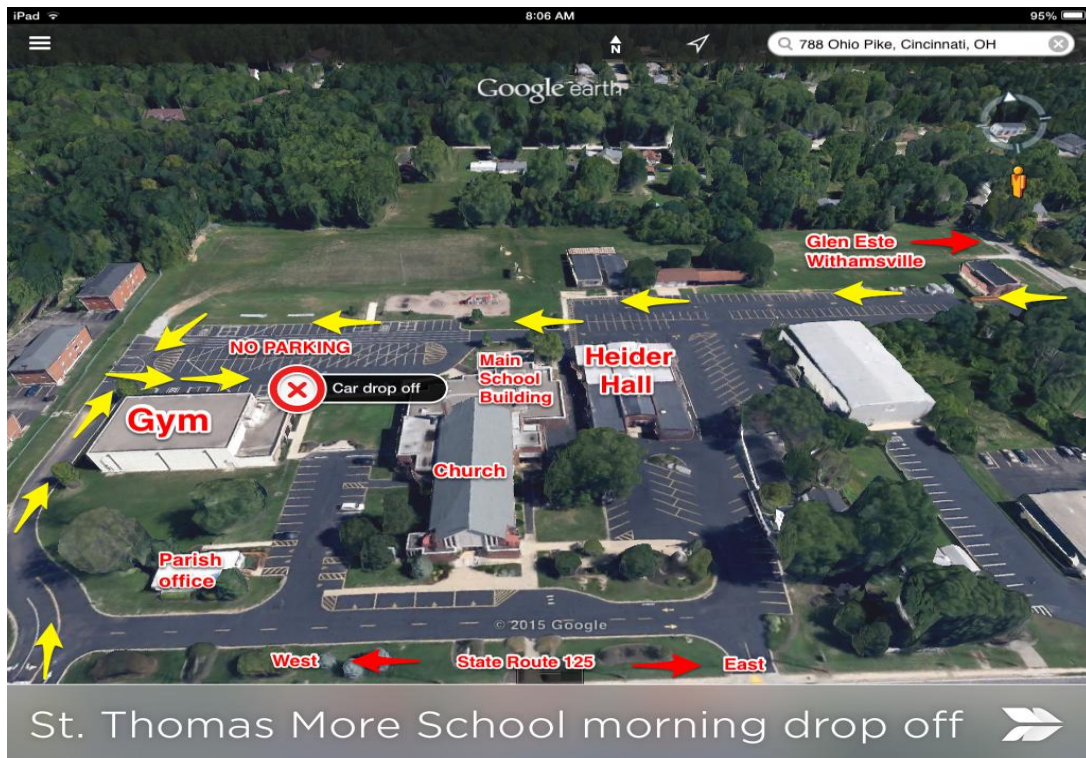 iPad
8:06 AM
95%
N
788 Ohio Pike, Cincinnati, OH
Google earth
Glen Este
Withamsville
NO PARKING
Car drop off
Main
School
Building
Heider
Hall
Gym
Church
Parish
office
© 2015 Google
West
State Route 125
East
St. Thomas More School morning drop off